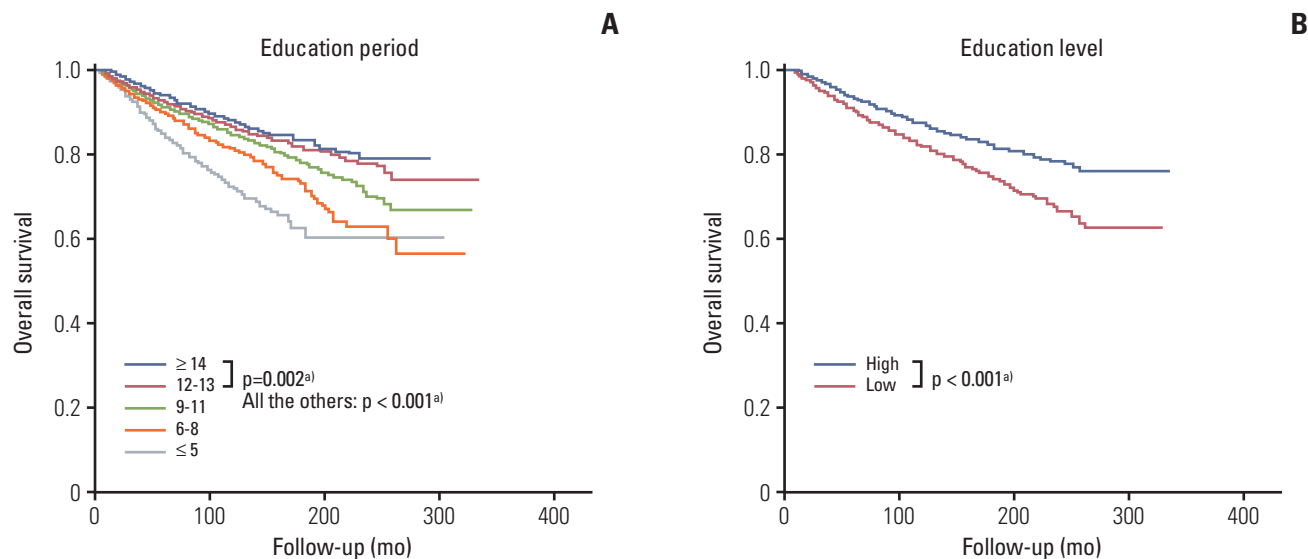 A
Education period
Overall survival
1.0
0.8
0.6
0.4
0.2
0
≥ 14
12-13
9-11
6-8
≤ 5
p=0.002a)
All the others: p < 0.001a)
0 100 200 300 400
Follow-up (mo)
B
Education level
Overall survival
1.0
0.8
0.6
0.4
0.2
0
High
Low
p < 0.001a)
0 100 200 300 400
Follow-up (mo)